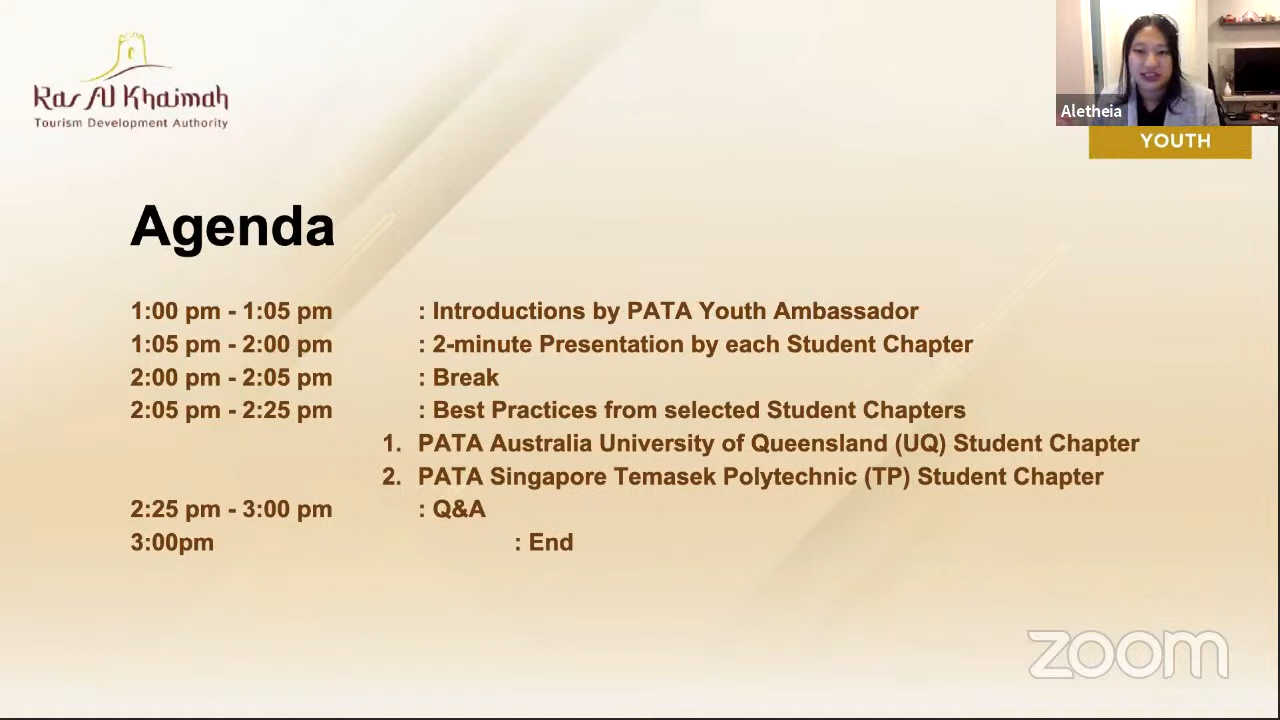 Ras Al Khaimah
Tourism Development Authority
Aletheia
YOUTH
Agenda
1:00 pm - 1:05 pm : Introductions by PATA Youth Ambassador
1:05 pm - 2:00 pm : 2-minute Presentation by each Student Chapter
2:00 pm - 2:05 pm : Break
2:05 pm - 2:25 pm : Best Practices from selected Student Chapters
1. PATA Australia University of Queensland (UQ) Student Chapter
2. PATA Singapore Temasek Polytechnic (TP) Student Chapter
2:25 pm - 3:00 pm : Q&A
3:00pm : End
zoom